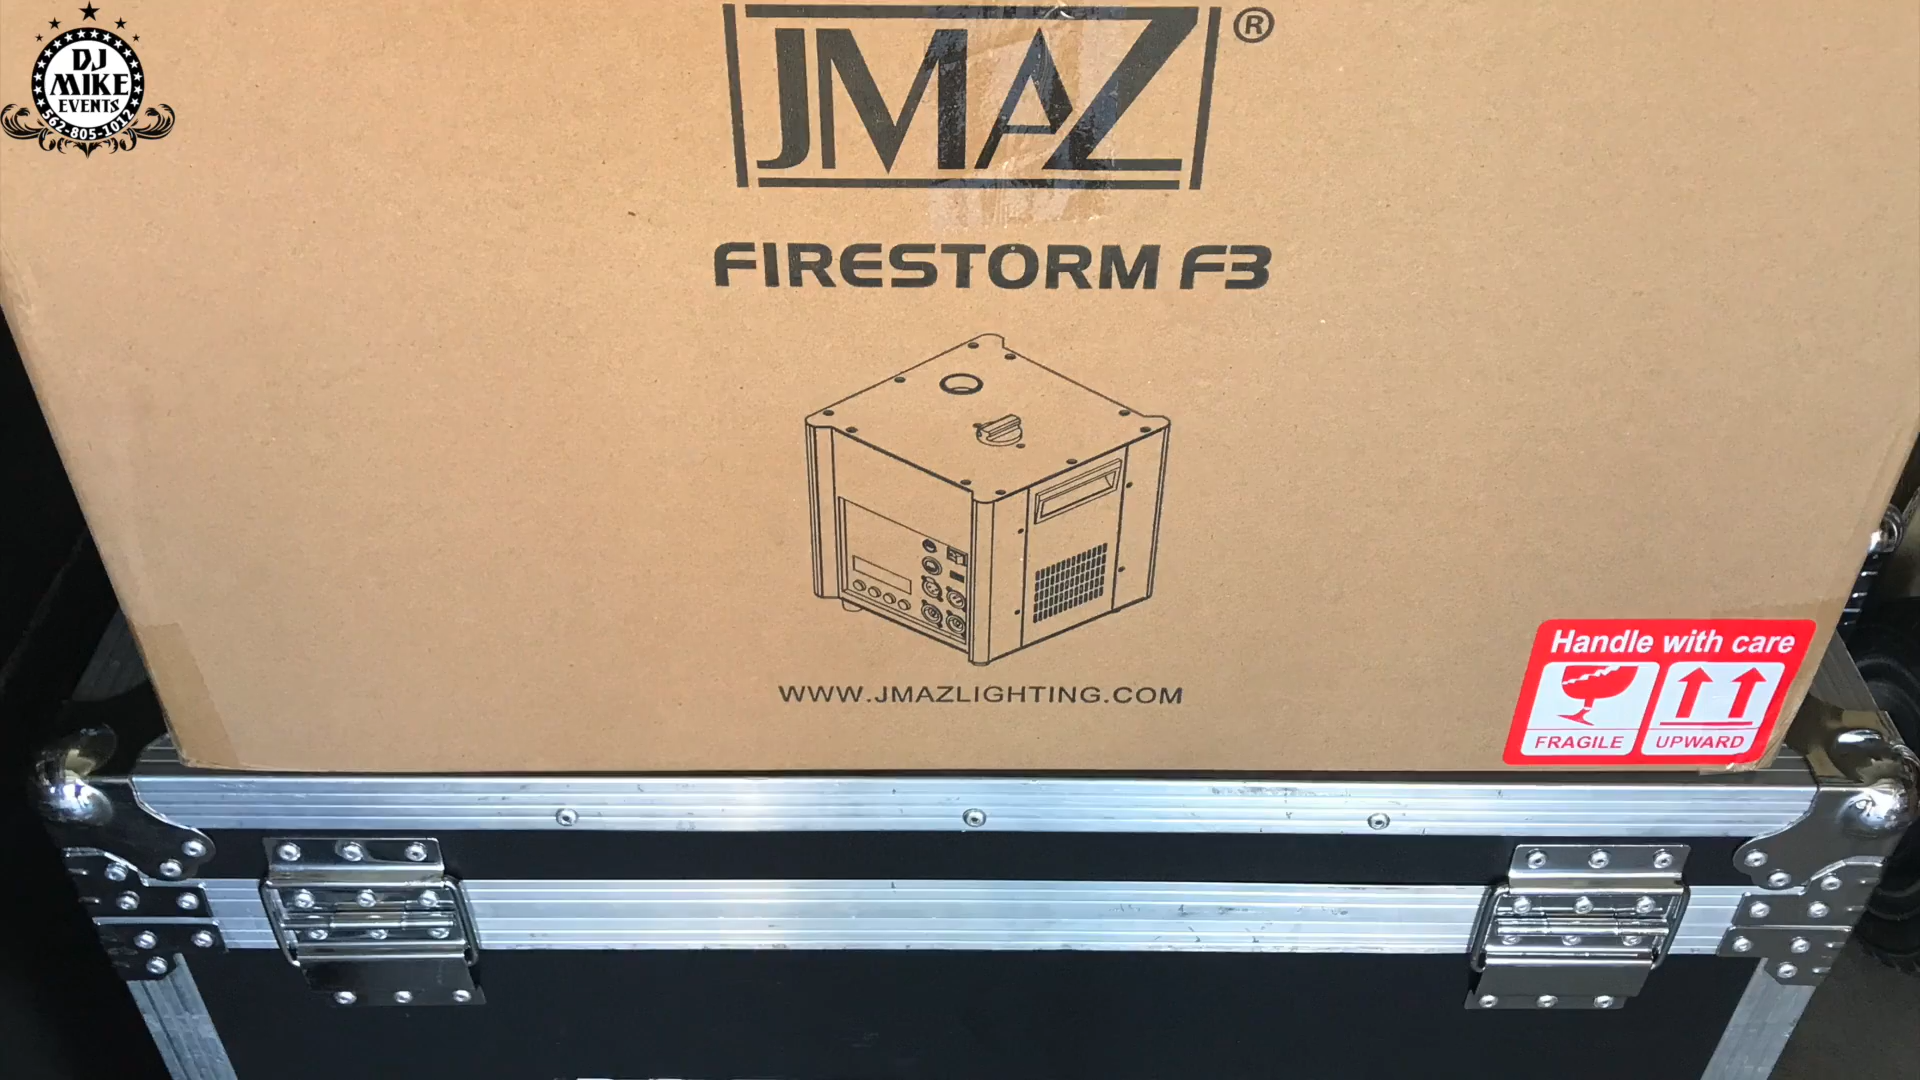 DJ
MIKE
EVENTS
562-805-1012
JMAZ®
FIRESTORM F3
WWW.JMAZLIGHTING.COM
Handle with care
FRAGILE
UPWARD